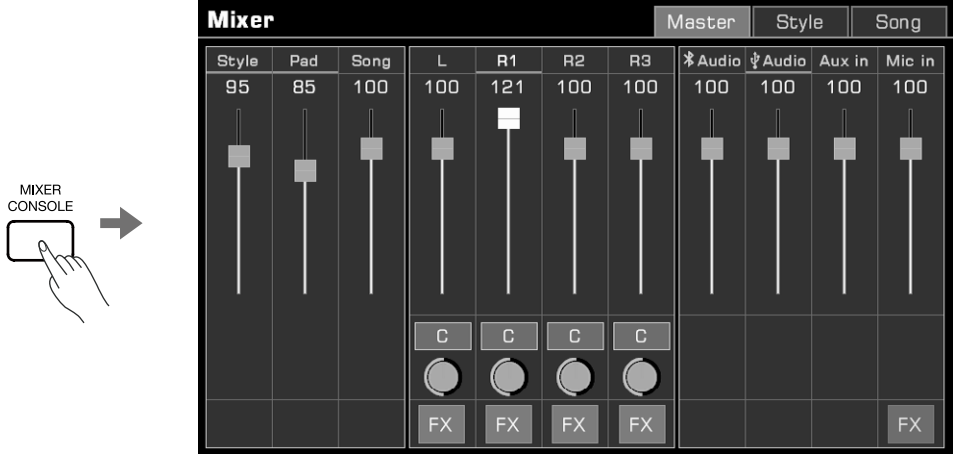 Mixer
Master Style Song
Style Pad Song L R1 R2 R3 Audio Audio Aux in Mic in
95 85 100 100 121 100 100 100 100 100 100
MIXER
CONSOLE
C C C C
FX FX FX FX FX